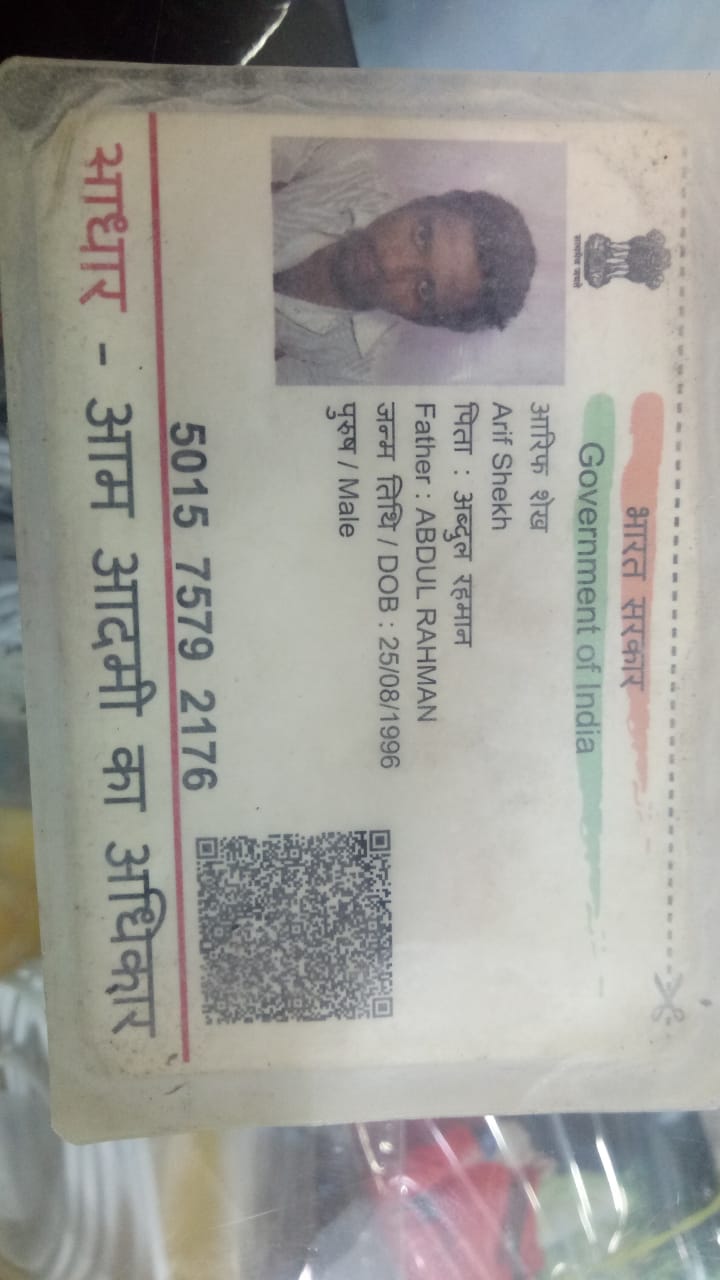 भारत सरकार
Government of India
सत्यमेव जयते
आरिफ शेख
Arif Shekh
पिता : अब्दुल रहमान
Father : ABDUL RAHMAN
जन्म तिथि / DOB : 25/08/1996
पुरुष / Male
5015 7579 2176
आधार - आम आदमी का अधिकार